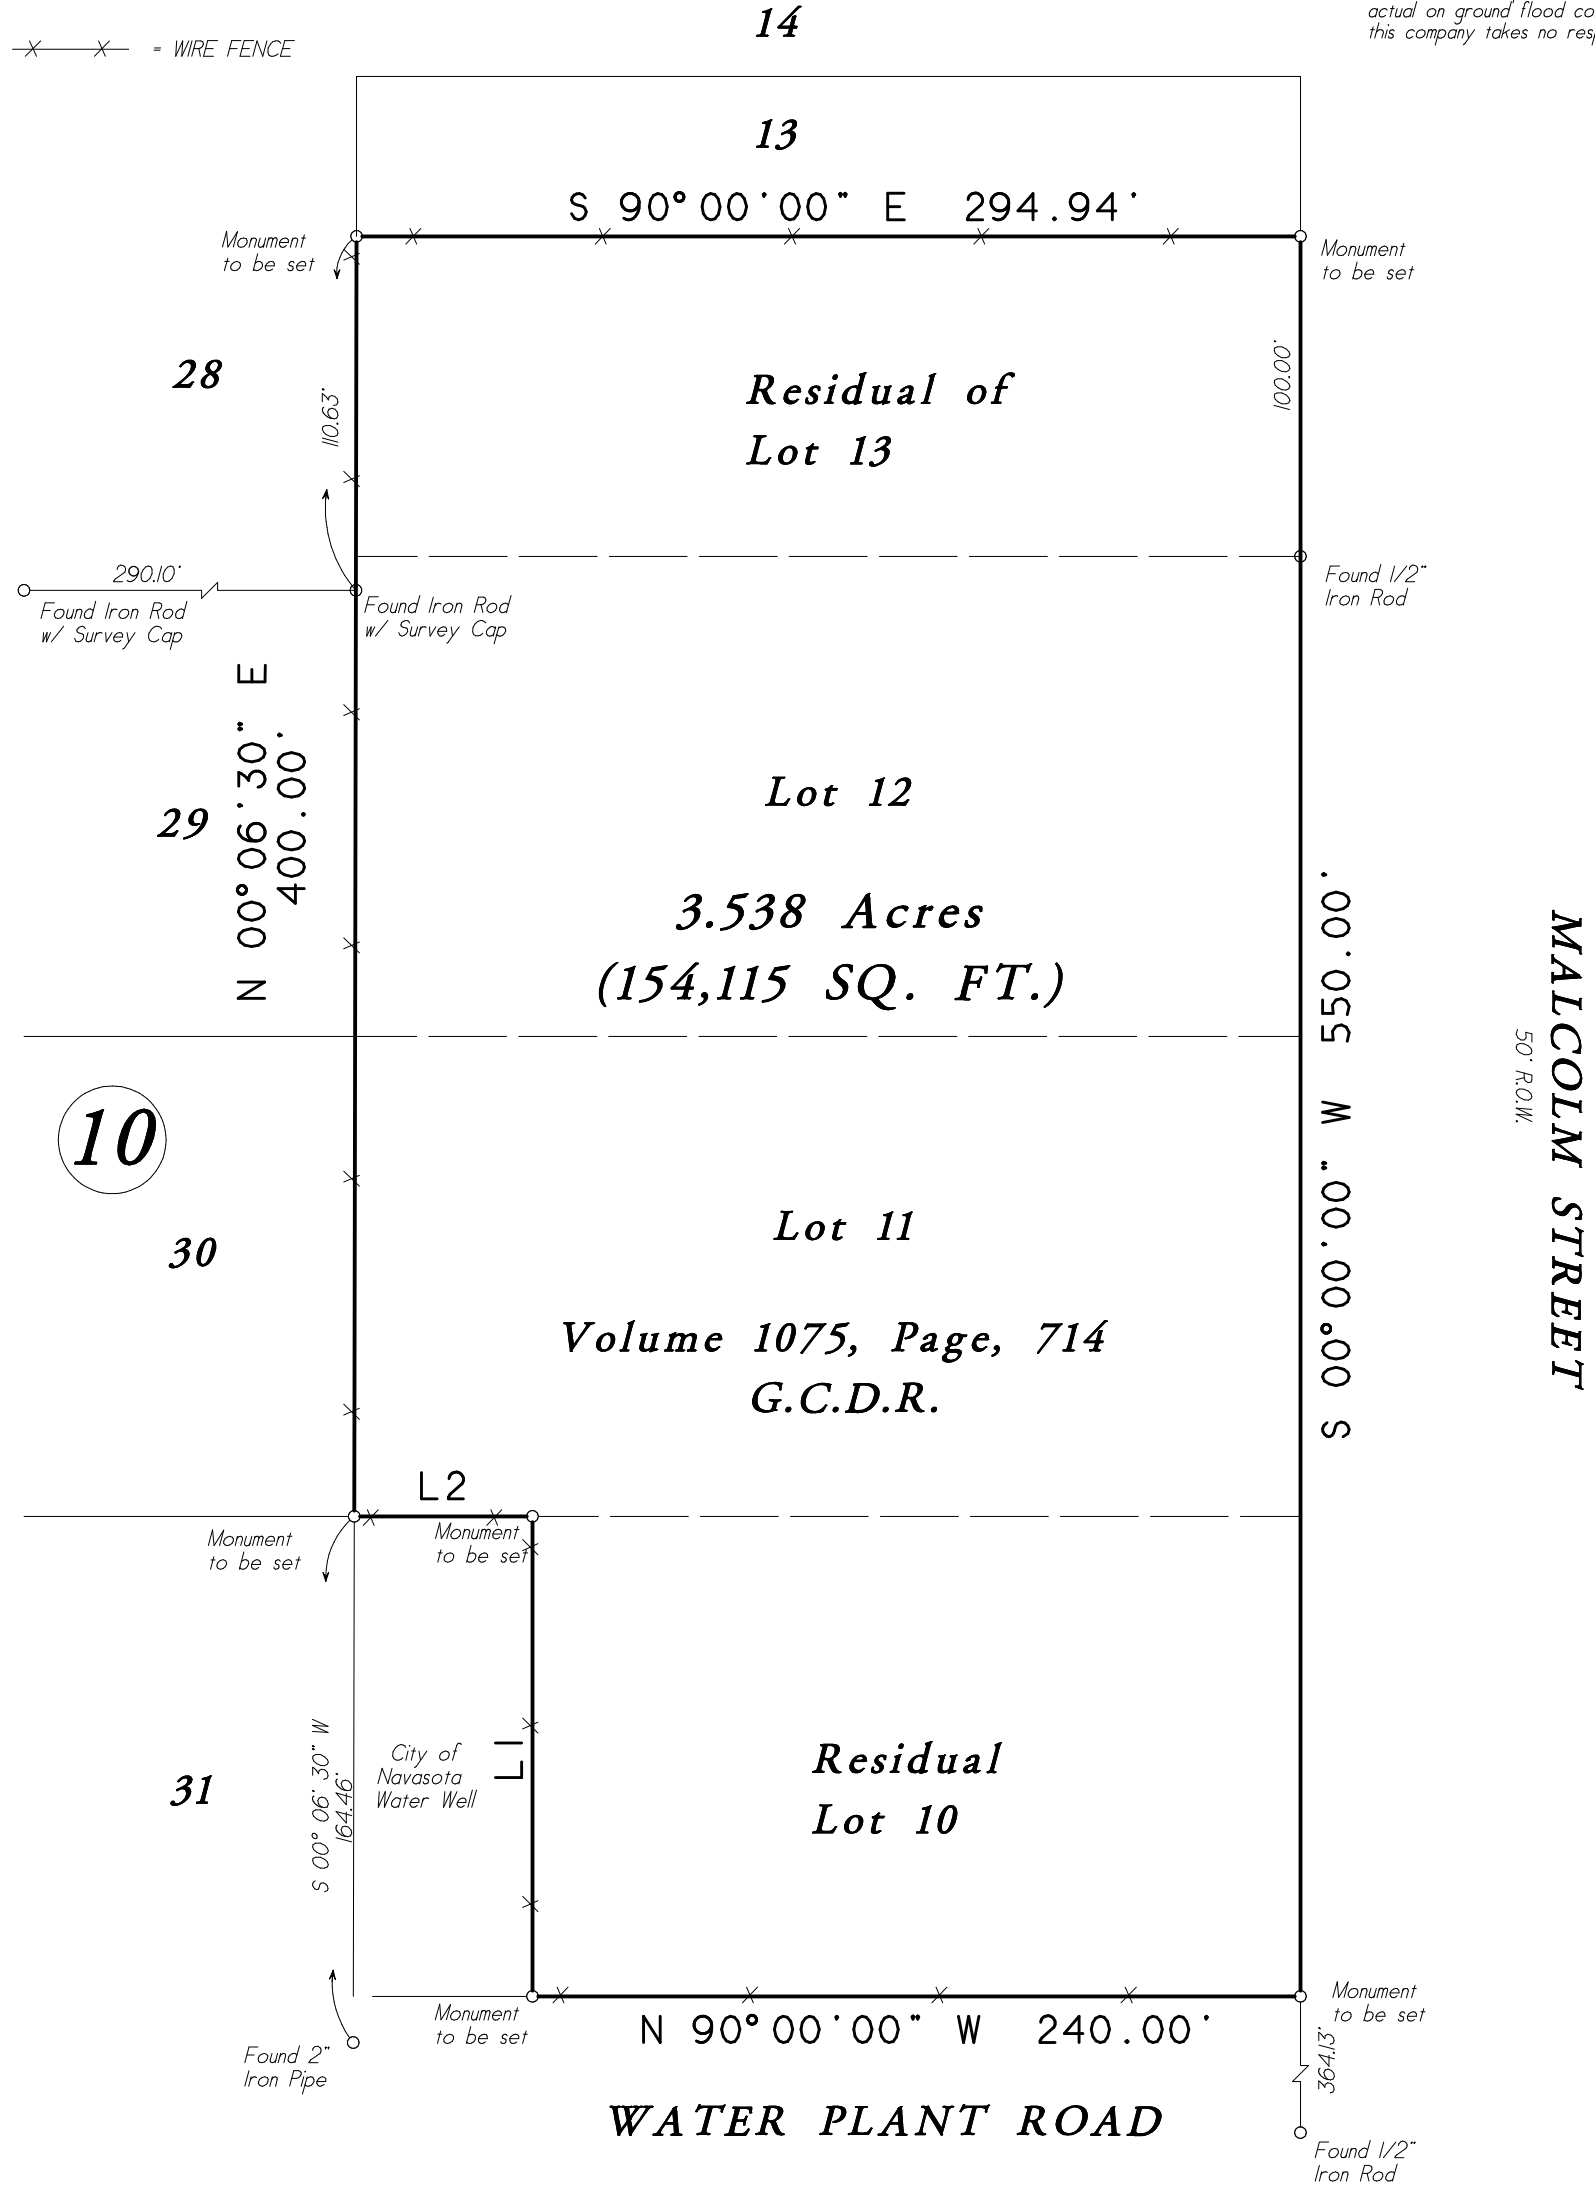 14
actual on ground flood co
this company takes no resp
= WIRE FENCE
13
S 90°00'00" E 294.94'
Monument
to be set
Monument
to be set
28
110.63'
100.00'
Residual of
Lot 13
290.10'
Found Iron Rod
w/ Survey Cap
Found Iron Rod
w/ Survey Cap
Found 1/2"
Iron Rod
N 00°06'30" E
400.00'
29
Lot 12
3.538 Acres
(154,115 SQ. FT.)
S 00°00'00" W 550.00'
MALCOLM STREET
50' R.O.W.
10
30
Lot 11
Volume 1075, Page, 714
G.C.D.R.
L2
Monument
to be set
Monument
to be set
31
S 00° 06' 30" W
164.46'
City of
Navasota
Water Well
L1
Residual
Lot 10
Monument
to be set
Monument
to be set
N 90°00'00" W 240.00'
Found 2"
Iron Pipe
364.13'
WATER PLANT ROAD
Found 1/2"
Iron Rod